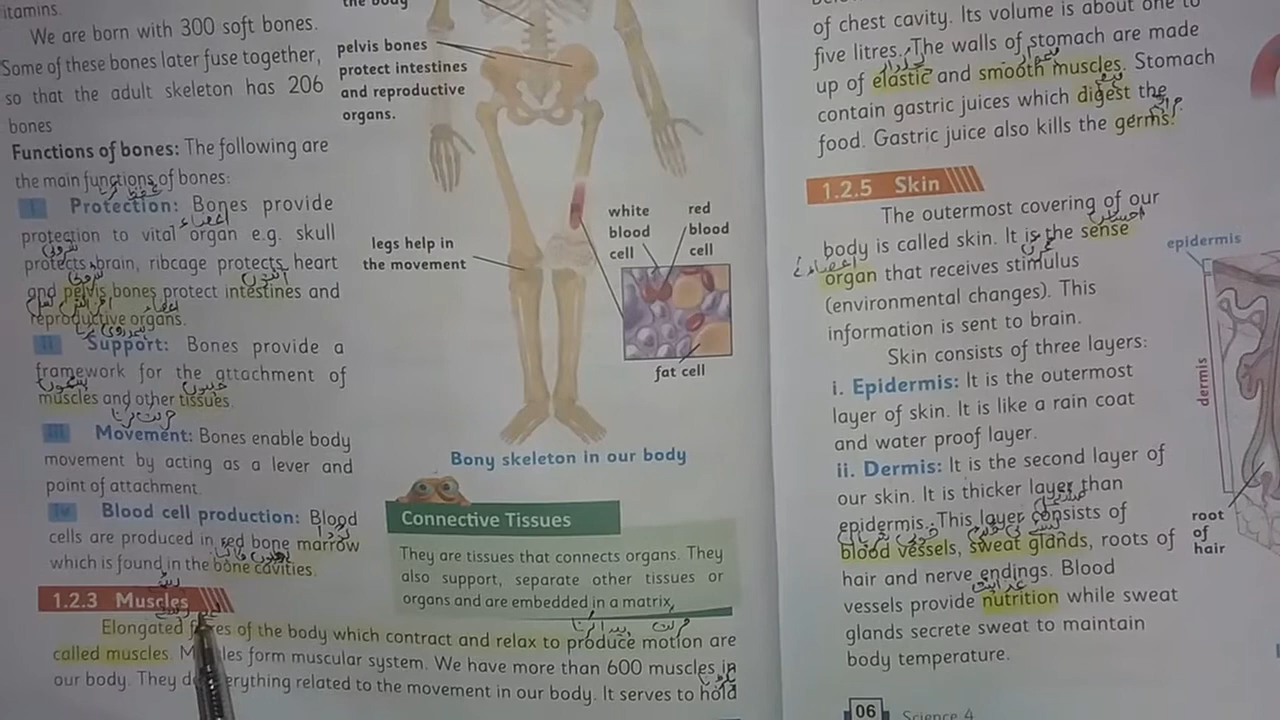 itamins.
We are born with 300 soft bones.
Some of these bones later fuse together,
so that the adult skeleton has 206
bones
Functions of bones: The following are
the main functions of bones:
i Protection: Bones provide
protection to vital organ e.g. skull
protects brain, ribcage protects heart
and pelvis bones protect intestines and
reproductive organs.
ii Support: Bones provide a
framework for the attachment of
muscles and other tissues.
iii Movement: Bones enable body
movement by acting as a lever and
point of attachment.
iv Blood cell production: Blood
cells are produced in red bone marrow
which is found in the bone cavities.
1.2.3 Muscles
Elongated of the body which contract and relax to produce motion are
called muscles. form muscular system. We have more than 600 muscles in
our body. They related to the movement in our body. It serves to hold
the body
pelvis bones
protect intestines
and reproductive
organs.
legs help in
the movement
white
blood
cell
red
blood
cell
fat cell
Bony skeleton in our body
Connective Tissues
They are tissues that connects organs. They
also support, separate other tissues or
organs and are embedded in a matrix.
of chest cavity. Its volume is about one to
five litres. The walls of stomach are made
up of elastic and smooth muscles. Stomach
contain gastric juices which digest the
food. Gastric juice also kills the germs.
1.2.5 Skin
The outermost covering of our
body is called skin. It is the sense
organ that receives stimulus
(environmental changes). This
information is sent to brain.
Skin consists of three layers:
i. Epidermis: It is the outermost
layer of skin. It is like a rain coat
and water proof layer.
ii. Dermis: It is the second layer of
our skin. It is thicker layer than
epidermis. This layer consists of
blood vessels, sweat glands, roots of
hair and nerve endings. Blood
vessels provide nutrition while sweat
glands secrete sweat to maintain
body temperature.
epidermis
dermis
root
of
hair
06 Science 4